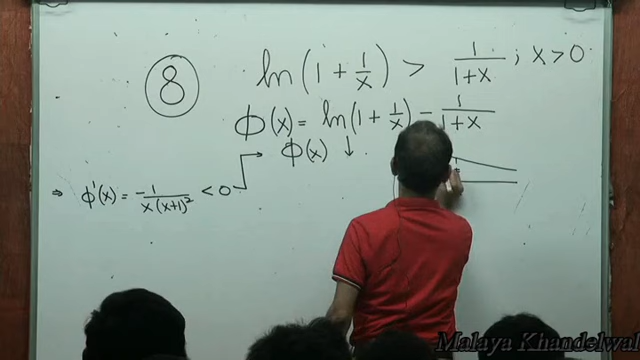 8
ln(1 + 1/x) > 1/(1+x) ; x > 0
ϕ(x) = ln(1 + 1/x) - 1/(1+x)
ϕ(x) ↓ .
⇒ ϕ'(x) = -1/(x(x+1)²) < 0
Malaya Khandelwal